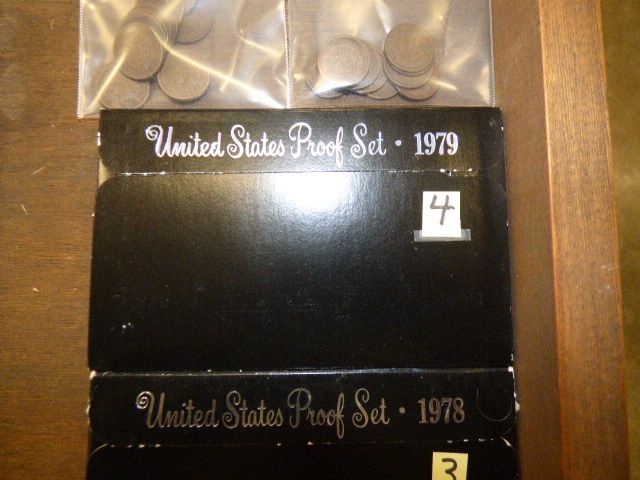 United States Proof Set · 1979
4
United States Proof Set · 1978
3